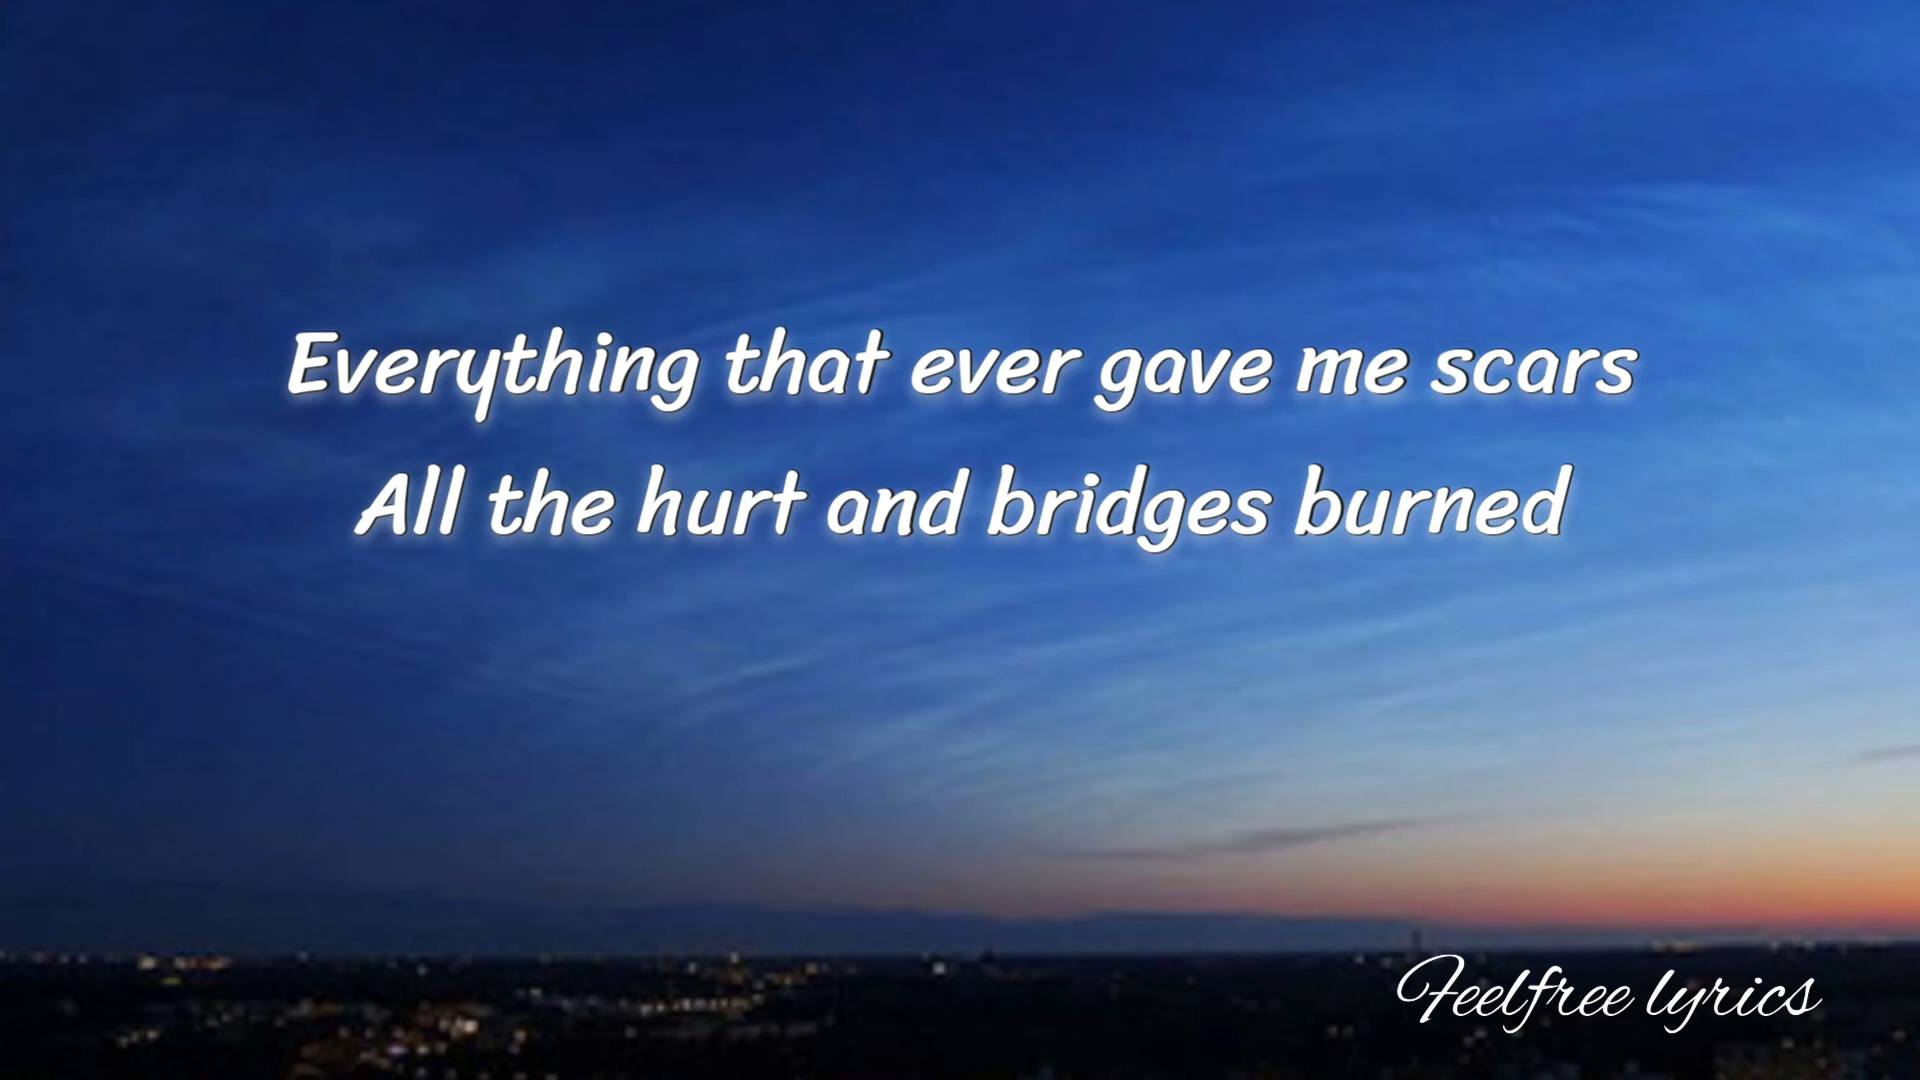 Everything that ever gave me scars
All the hurt and bridges burned
Feelfree lyrics